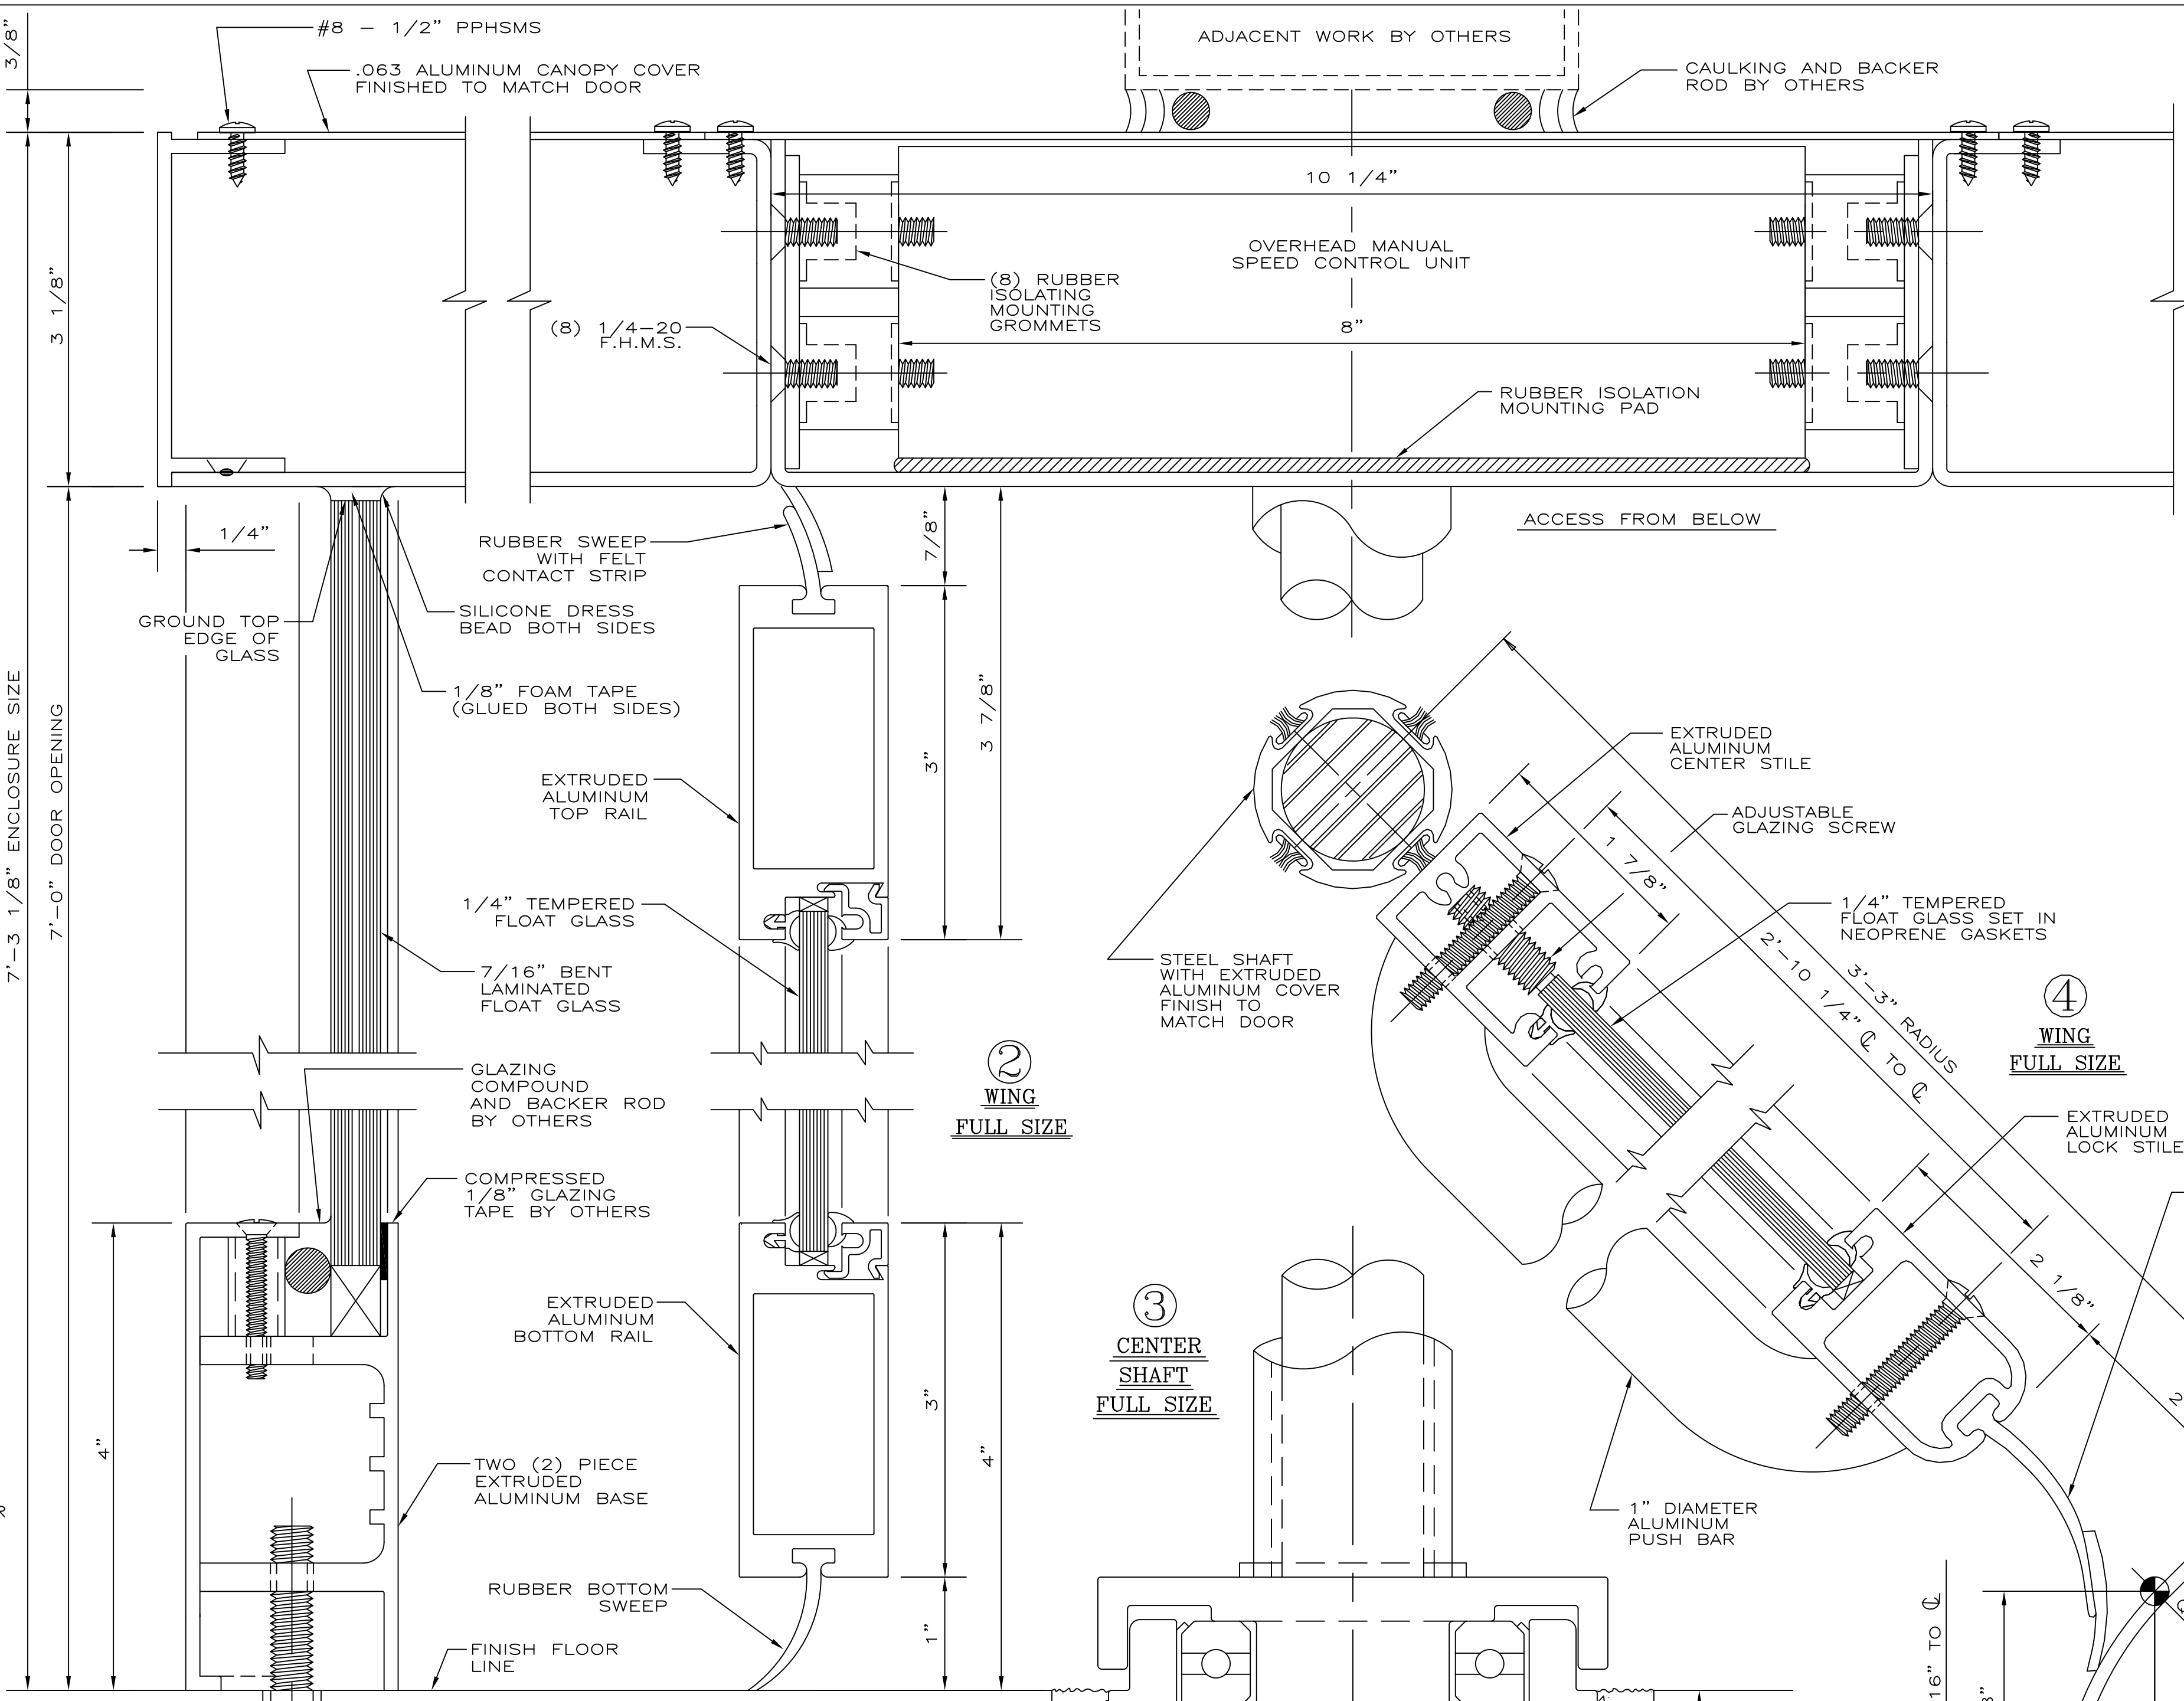 3/8"
#8 – 1/2" PPHSMS
.063 ALUMINUM CANOPY COVER
FINISHED TO MATCH DOOR
ADJACENT WORK BY OTHERS
CAULKING AND BACKER
ROD BY OTHERS
3 1/8"
10 1/4"
OVERHEAD MANUAL
SPEED CONTROL UNIT
(8) RUBBER
ISOLATING
MOUNTING
GROMMETS
(8) 1/4–20
F.H.M.S.
8"
RUBBER ISOLATION
MOUNTING PAD
ACCESS FROM BELOW
1/4"
RUBBER SWEEP
WITH FELT
CONTACT STRIP
7/8"
GROUND TOP
EDGE OF
GLASS
SILICONE DRESS
BEAD BOTH SIDES
1/8" FOAM TAPE
(GLUED BOTH SIDES)
7'–3 1/8" ENCLOSURE SIZE
7'–0" DOOR OPENING
EXTRUDED
ALUMINUM
TOP RAIL
3"
3 7/8"
1/4" TEMPERED
FLOAT GLASS
7/16" BENT
LAMINATED
FLOAT GLASS
EXTRUDED
ALUMINUM
CENTER STILE
ADJUSTABLE
GLAZING SCREW
1 7/8"
1/4" TEMPERED
FLOAT GLASS SET IN
NEOPRENE GASKETS
STEEL SHAFT
WITH EXTRUDED
ALUMINUM COVER
FINISH TO
MATCH DOOR
2'–10 1/4" ℄ TO ℄
3'–3" RADIUS
4
WING
FULL SIZE
2
WING
FULL SIZE
GLAZING
COMPOUND
AND BACKER ROD
BY OTHERS
COMPRESSED
1/8" GLAZING
TAPE BY OTHERS
EXTRUDED
ALUMINUM
LOCK STILE
2 1/8"
2
EXTRUDED
ALUMINUM
BOTTOM RAIL
3
CENTER
SHAFT
FULL SIZE
4"
3"
4"
TWO (2) PIECE
EXTRUDED
ALUMINUM BASE
1" DIAMETER
ALUMINUM
PUSH BAR
RUBBER BOTTOM
SWEEP
1"
FINISH FLOOR
LINE
16" TO ℄